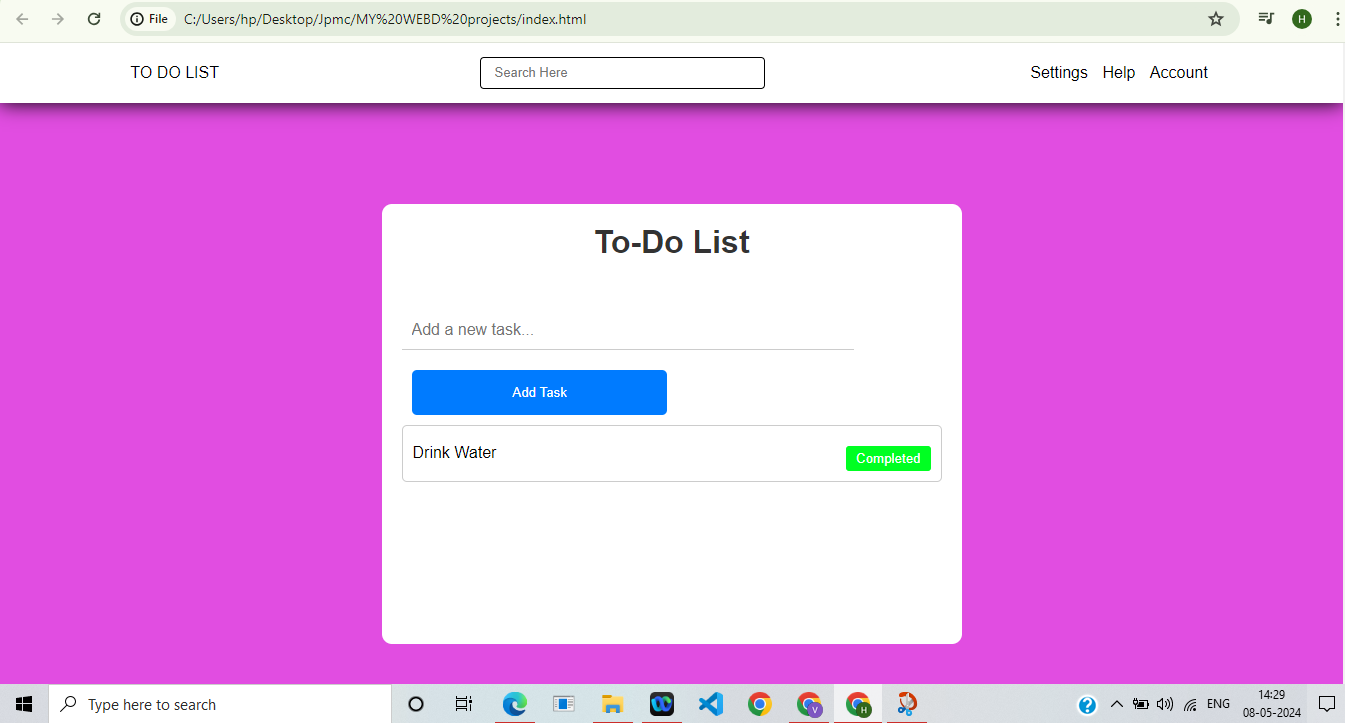 File C:/Users/hp/Desktop/Jpmc/MY%20WEBD%20projects/index.html H
TO DO LIST Search Here Settings Help Account
To-Do List
Add a new task...
Add Task
Drink Water Completed
Type here to search V H ENG 14:29
08-05-2024